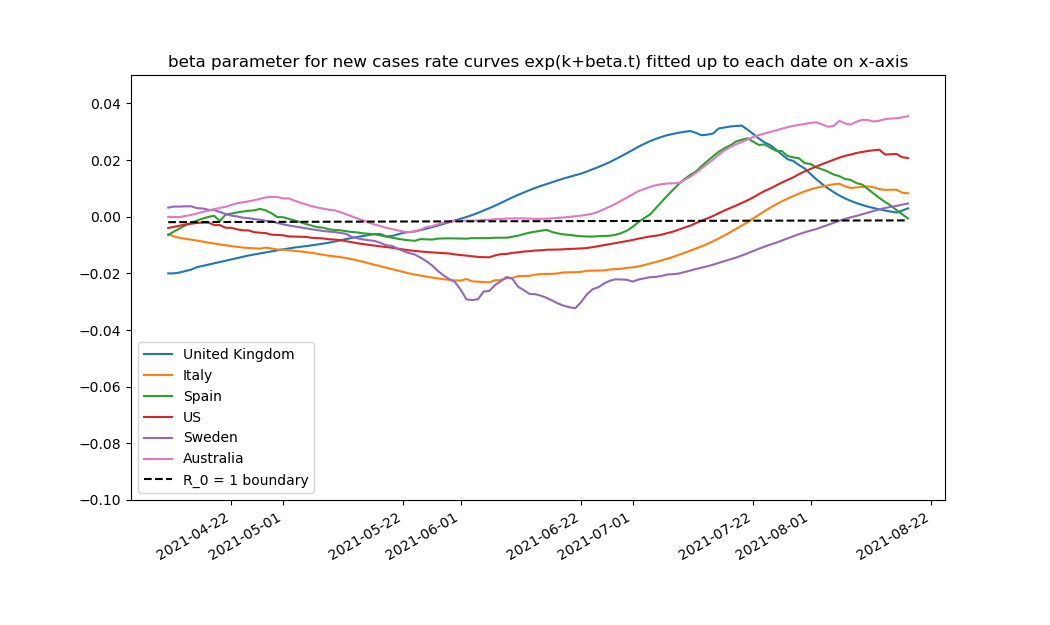 beta parameter for new cases rate curves exp(k+beta.t) fitted up to each date on x-axis
0.04
0.02
0.00
−0.02
−0.04
−0.06
−0.08
−0.10
United Kingdom
Italy
Spain
US
Sweden
Australia
R_0 = 1 boundary
2021-04-22
2021-05-01
2021-05-22
2021-06-01
2021-06-22
2021-07-01
2021-07-22
2021-08-01
2021-08-22